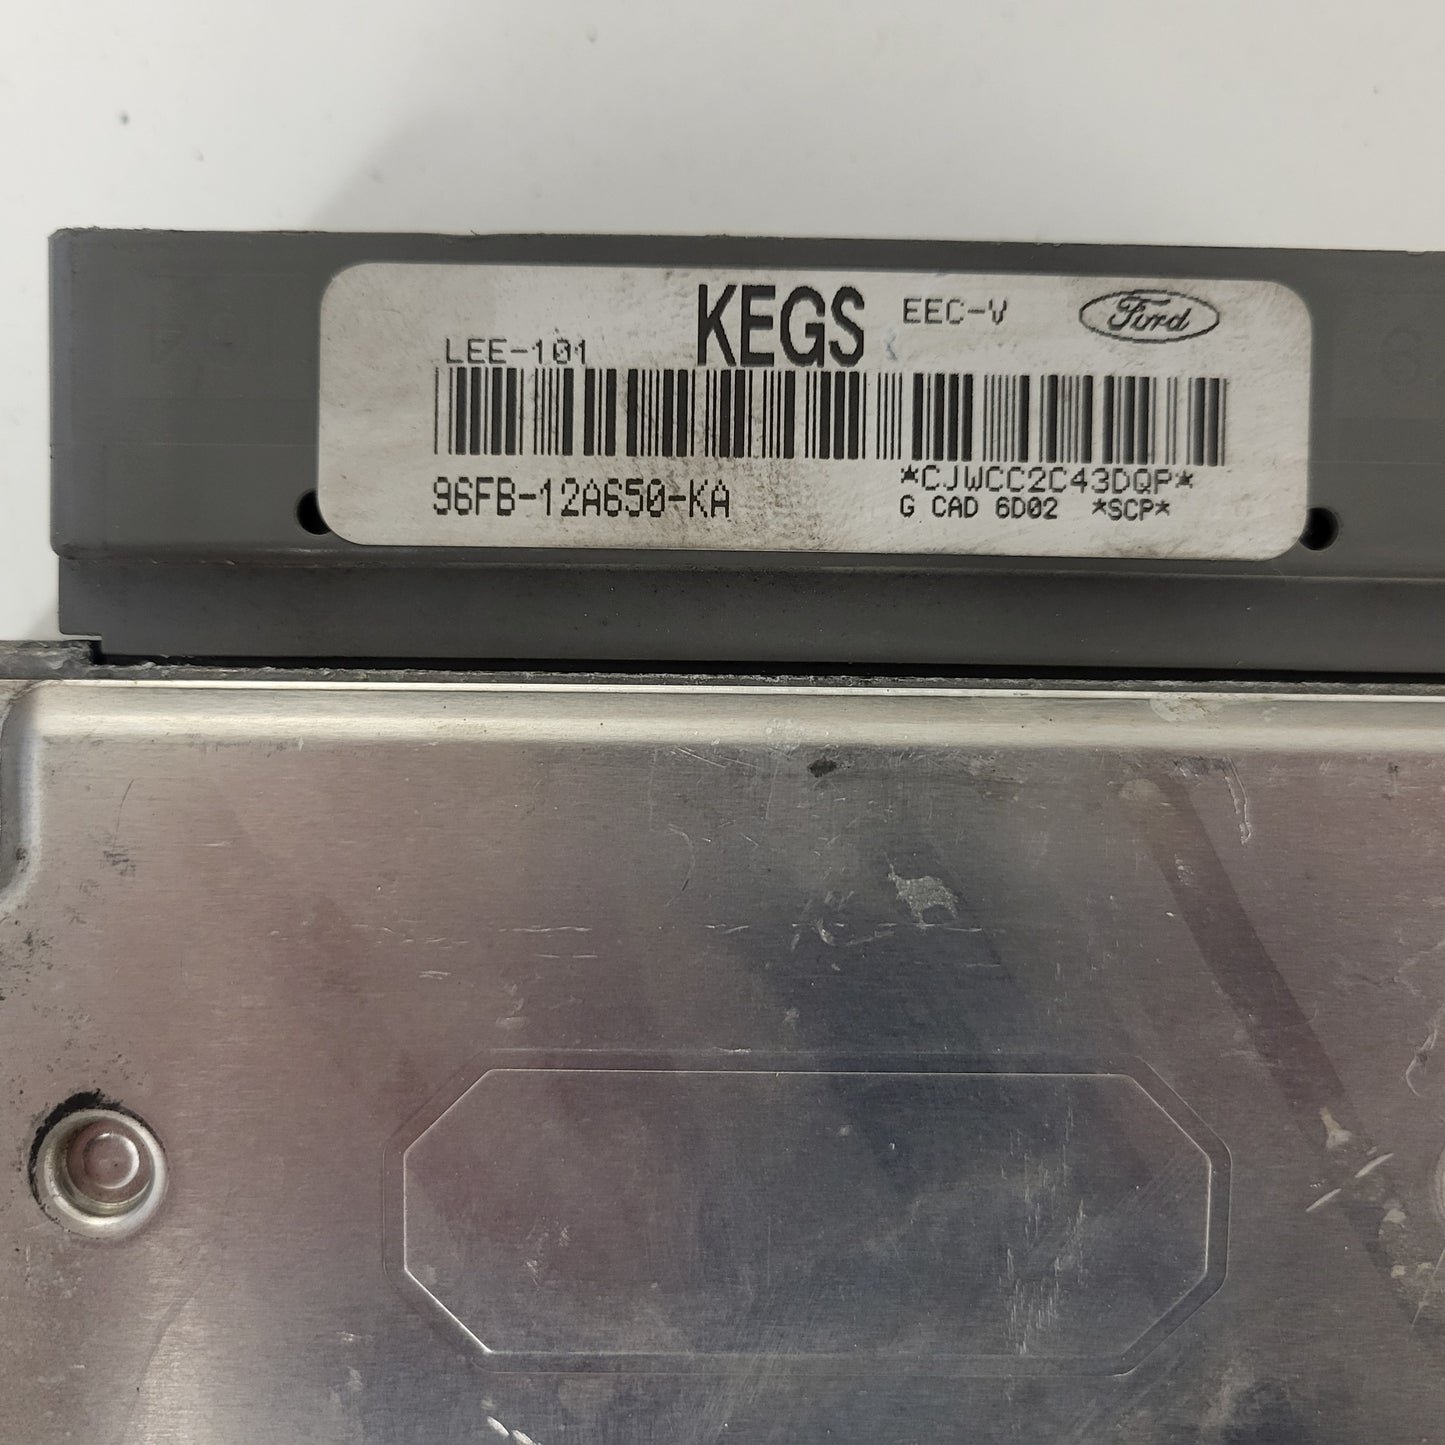 KEGS EEC-V Ford
LEE-101
*CJWCC2C43DQP*
96FB-12A650-KA
G CAD 6D02 *SCP*